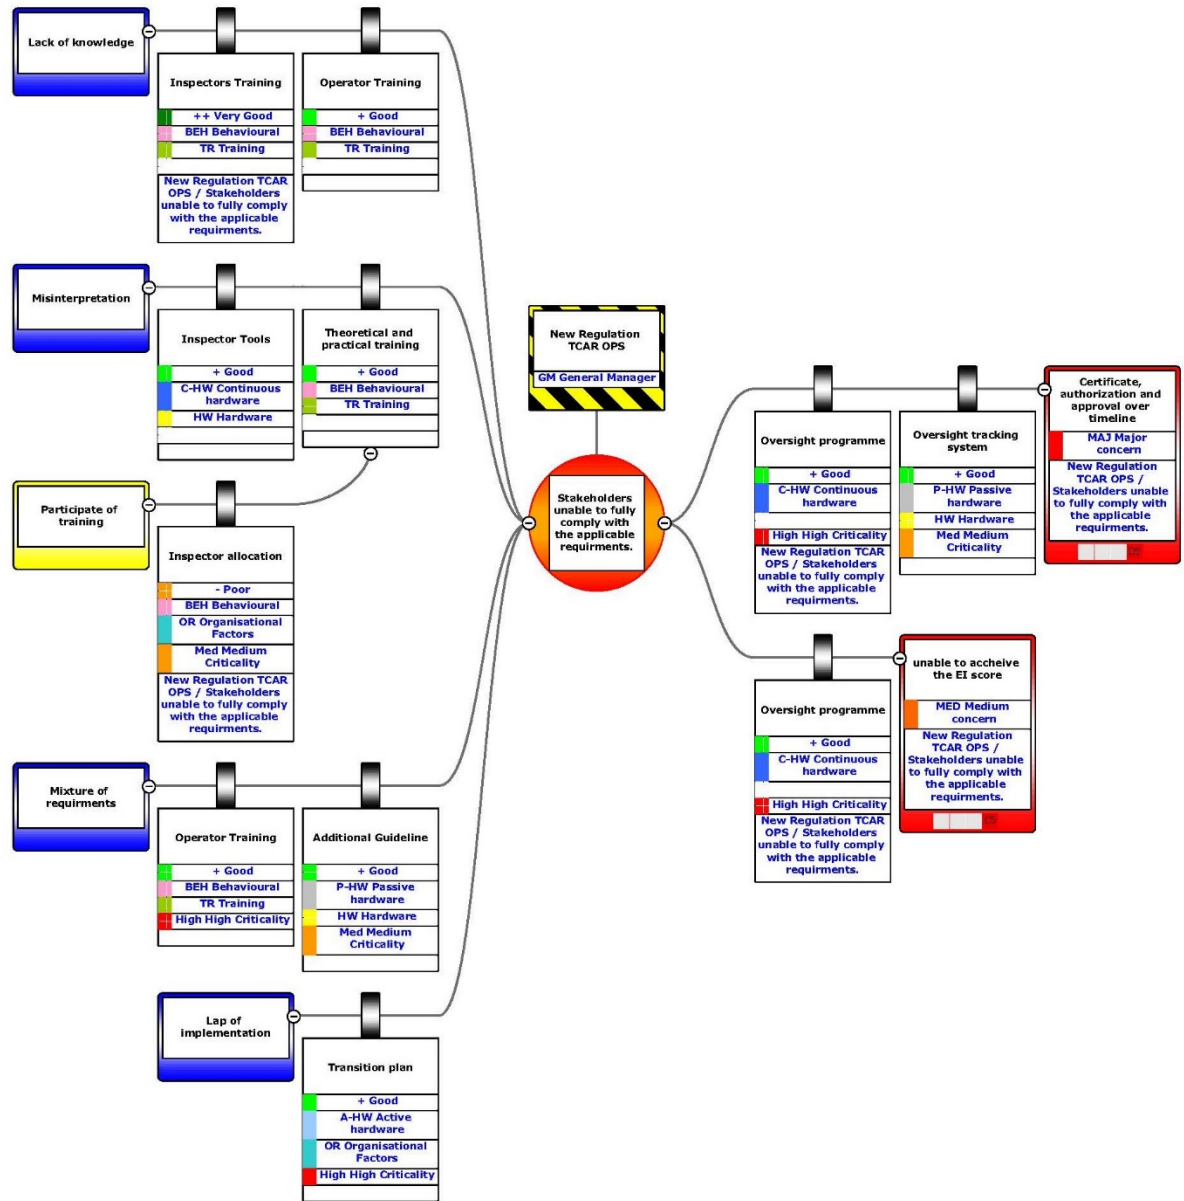 Lack of knowledge
Inspectors Training
++ Very Good
BEH Behavioural
TR Training
New Regulation TCAR
OPS / Stakeholders
unable to fully comply
with the applicable
requirments.
Operator Training
+ Good
BEH Behavioural
TR Training
Misinterpretation
Inspector Tools
+ Good
C-HW Continuous
hardware
HW Hardware
Theoretical and
practical training
+ Good
BEH Behavioural
TR Training
Participate of
training
Inspector allocation
- Poor
BEH Behavioural
OR Organisational
Factors
Med Medium
Criticality
New Regulation TCAR
OPS / Stakeholders
unable to fully comply
with the applicable
requirments.
Mixture of
requirments
Operator Training
+ Good
BEH Behavioural
TR Training
High High Criticality
Additional Guideline
+ Good
P-HW Passive
hardware
HW Hardware
Med Medium
Criticality
Lap of
implementation
Transition plan
+ Good
A-HW Active
hardware
OR Organisational
Factors
High High Criticality
New Regulation
TCAR OPS
GM General Manager
Stakeholders
unable to fully
comply with
the applicable
requirments.
Oversight programme
+ Good
C-HW Continuous
hardware
High High Criticality
New Regulation TCAR
OPS / Stakeholders
unable to fully comply
with the applicable
requirments.
Oversight tracking
system
+ Good
P-HW Passive
hardware
HW Hardware
Med Medium
Criticality
Certificate,
authorization and
approval over
timeline
MAJ Major
concern
New Regulation
TCAR OPS /
Stakeholders unable
to fully comply with
the applicable
requirments.
Oversight programme
+ Good
C-HW Continuous
hardware
High High Criticality
New Regulation TCAR
OPS / Stakeholders
unable to fully comply
with the applicable
requirments.
unable to accheive
the EI score
MED Medium
concern
New Regulation
TCAR OPS /
Stakeholders unable
to fully comply with
the applicable
requirments.